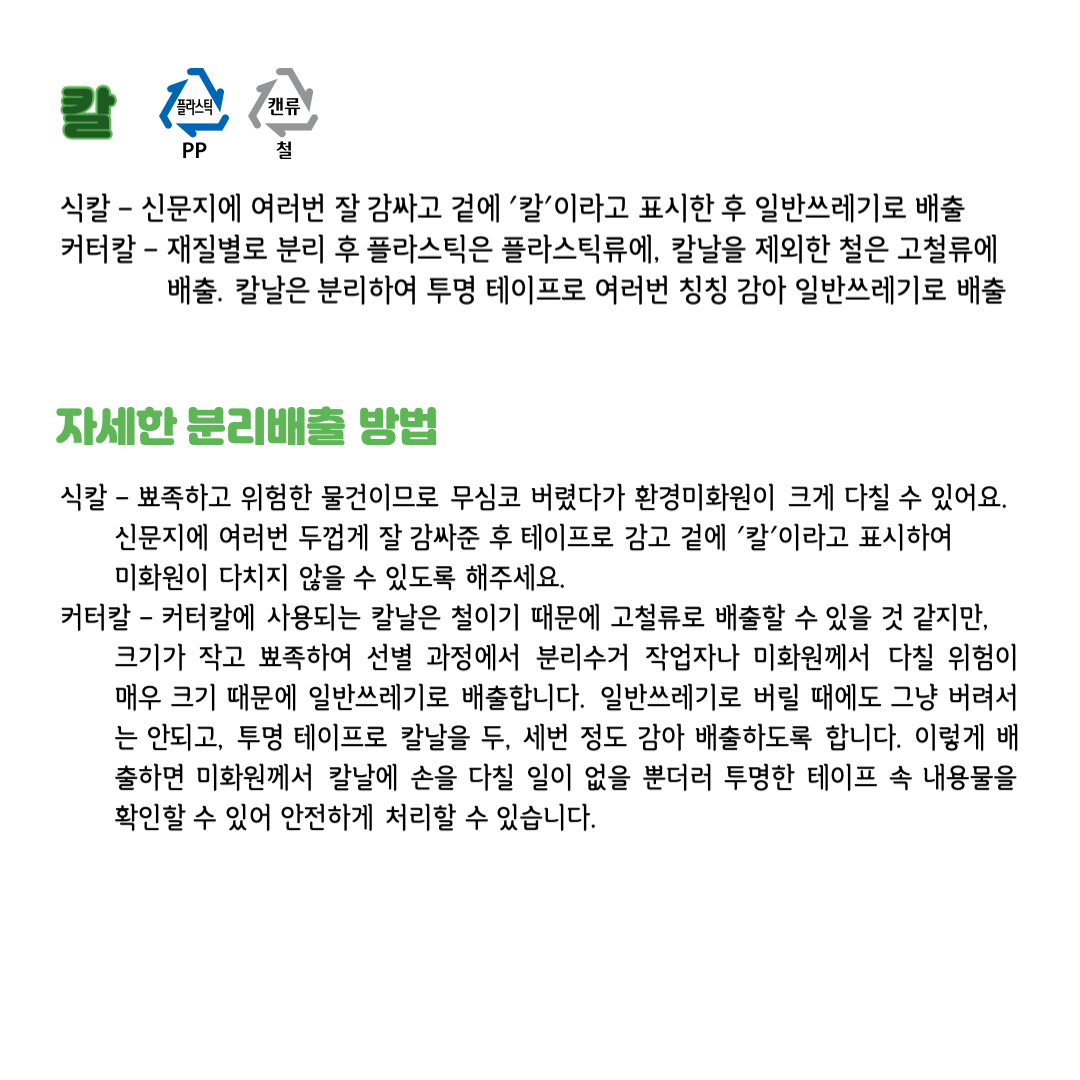 칼
플라스틱
PP
캔류
철
식칼 – 신문지에 여러번 잘 감싸고 겉에 '칼'이라고 표시한 후 일반쓰레기로 배출
커터칼 – 재질별로 분리 후 플라스틱은 플라스틱류에, 칼날을 제외한 철은 고철류에
배출. 칼날은 분리하여 투명 테이프로 여러번 칭칭 감아 일반쓰레기로 배출
자세한 분리배출 방법
식칼 – 뾰족하고 위험한 물건이므로 무심코 버렸다가 환경미화원이 크게 다칠 수 있어요.
신문지에 여러번 두껍게 잘 감싸준 후 테이프로 감고 겉에 '칼'이라고 표시하여
미화원이 다치지 않을 수 있도록 해주세요.
커터칼 – 커터칼에 사용되는 칼날은 철이기 때문에 고철류로 배출할 수 있을 것 같지만,
크기가 작고 뾰족하여 선별 과정에서 분리수거 작업자나 미화원께서 다칠 위험이
매우 크기 때문에 일반쓰레기로 배출합니다. 일반쓰레기로 버릴 때에도 그냥 버려서
는 안되고, 투명 테이프로 칼날을 두, 세번 정도 감아 배출하도록 합니다. 이렇게 배
출하면 미화원께서 칼날에 손을 다칠 일이 없을 뿐더러 투명한 테이프 속 내용물을
확인할 수 있어 안전하게 처리할 수 있습니다.